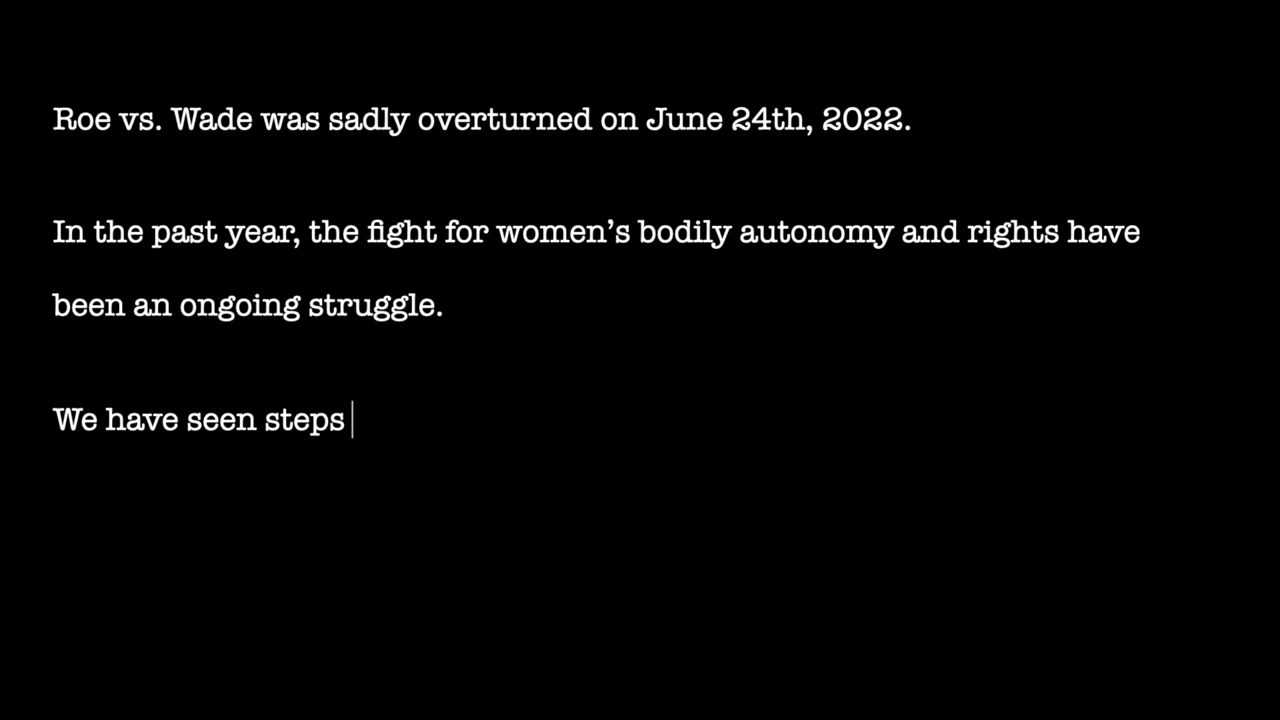 Roe vs. Wade was sadly overturned on June 24th, 2022.
In the past year, the fight for women’s bodily autonomy and rights have
been an ongoing struggle.
We have seen steps